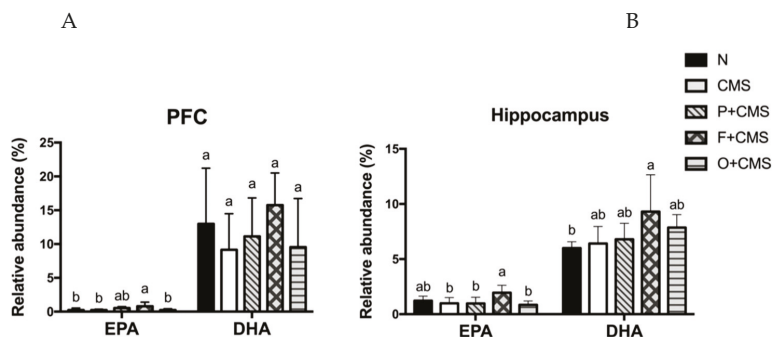 A
B
N
CMS
P+CMS
F+CMS
O+CMS
PFC
Relative abundance (%)
25
20
15
10
5
0
b b ab a b
a a a a a
EPA DHA
Hippocampus
Relative abundance (%)
15
10
5
0
ab b b a b
b ab ab a ab
EPA DHA